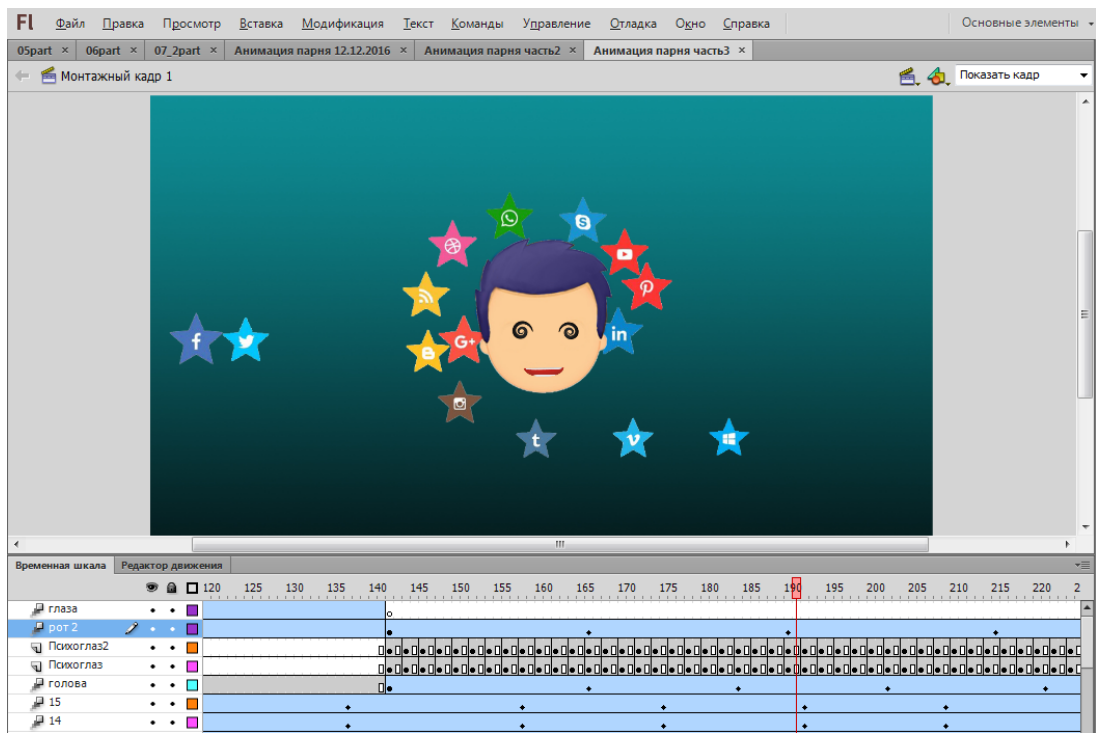 Fl Файл Правка Просмотр Вставка Модификация Текст Команды Управление Отладка Окно Справка Основные элементы
05part × 06part × 07_2part × Анимация парня 12.12.2016 × Анимация парня часть2 × Анимация парня часть3 ×
Монтажный кадр 1 Показать кадр
S
P
f
G+
in
B
t
v
Временная шкала Редактор движения
120 125 130 135 140 145 150 155 160 165 170 175 180 185 190 195 200 205 210 215 220 2
глаза
рот 2
Психоглаз2
Психоглаз
голова
15
14